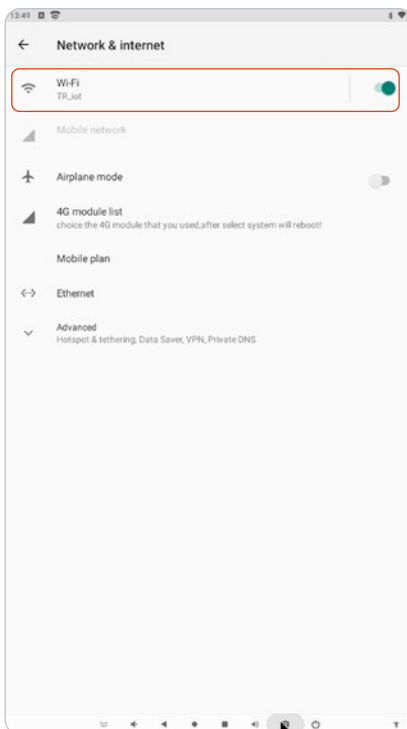 13:49
Network & internet
Wi-Fi
TR_iot
Mobile network
Airplane mode
4G module list
choice the 4G module that you used,after select system will reboot!
Mobile plan
Ethernet
Advanced
Hotspot & tethering, Data Saver, VPN, Private DNS